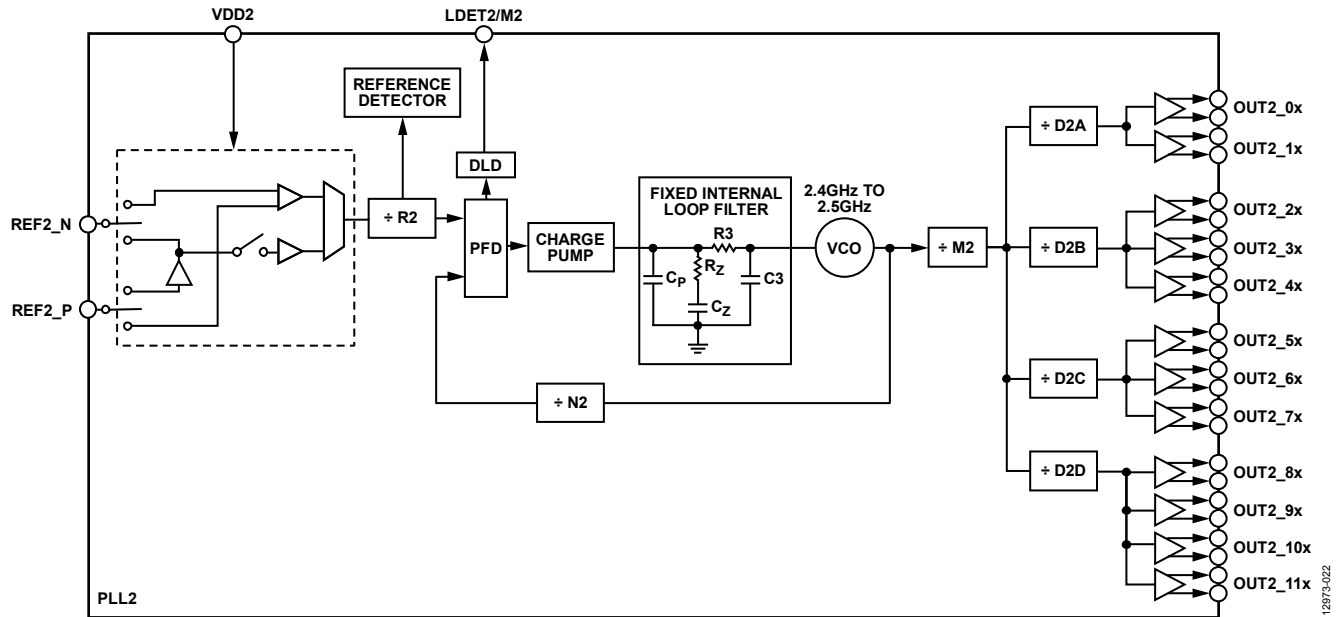 VDD2
LDET2/M2
REFERENCE
DETECTOR
DLD
REF2_N
REF2_P
÷ R2
PFD
CHARGE
PUMP
FIXED INTERNAL
LOOP FILTER
R3
CP
RZ
CZ
C3
2.4GHz TO
2.5GHz
VCO
÷ M2
÷ N2
÷ D2A
÷ D2B
÷ D2C
÷ D2D
OUT2_0x
OUT2_1x
OUT2_2x
OUT2_3x
OUT2_4x
OUT2_5x
OUT2_6x
OUT2_7x
OUT2_8x
OUT2_9x
OUT2_10x
OUT2_11x
PLL2
12973-022